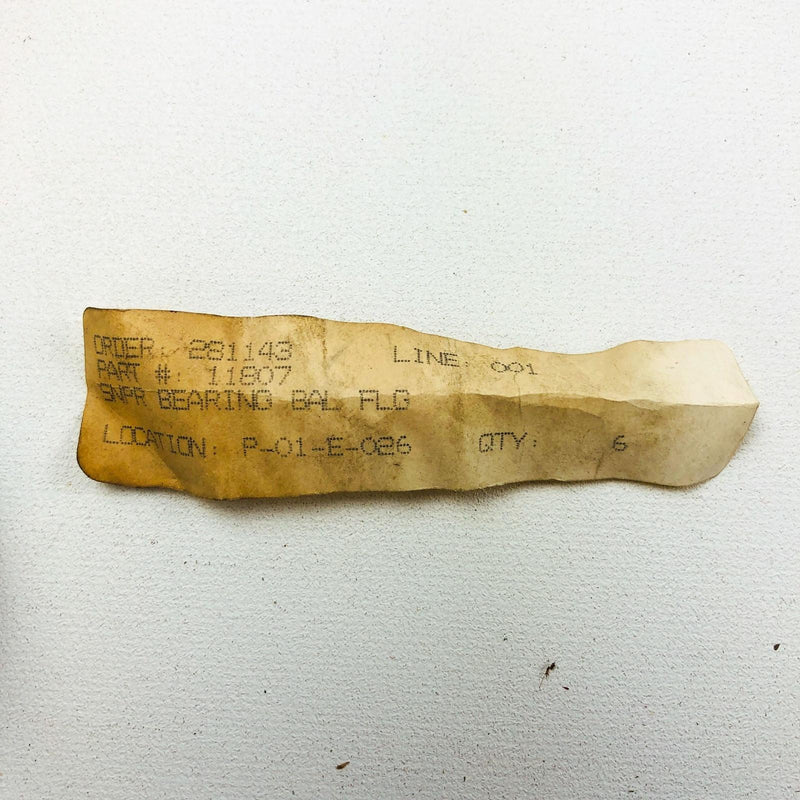 ORDER: 281143 LINE: 001
PART #: 11807
SNPR BEARING BAL FLG
LOCATION: P-01-E-026 QTY: 6